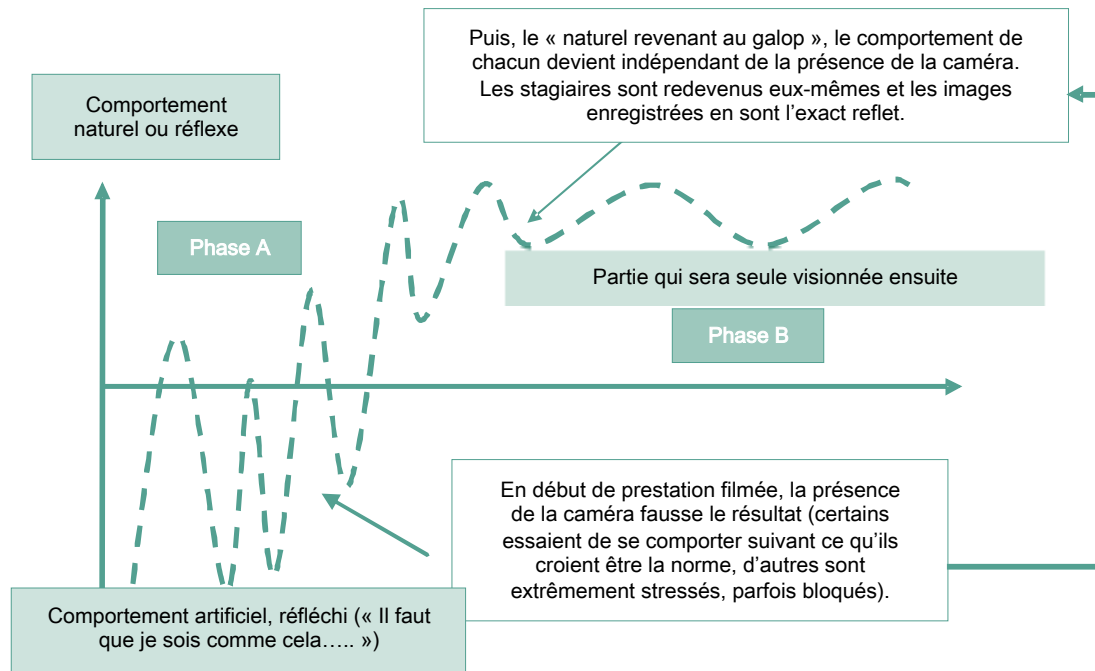 Puis, le « naturel revenant au galop », le comportement de
chacun devient indépendant de la présence de la caméra.
Les stagiaires sont redevenus eux-mêmes et les images
enregistrées en sont l’exact reflet.
Comportement
naturel ou réflexe
Phase A
Partie qui sera seule visionnée ensuite
Phase B
En début de prestation filmée, la présence
de la caméra fausse le résultat (certains
essaient de se comporter suivant ce qu’ils
croient être la norme, d’autres sont
extrêmement stressés, parfois bloqués).
Comportement artificiel, réfléchi (« Il faut
que je sois comme cela….. »)